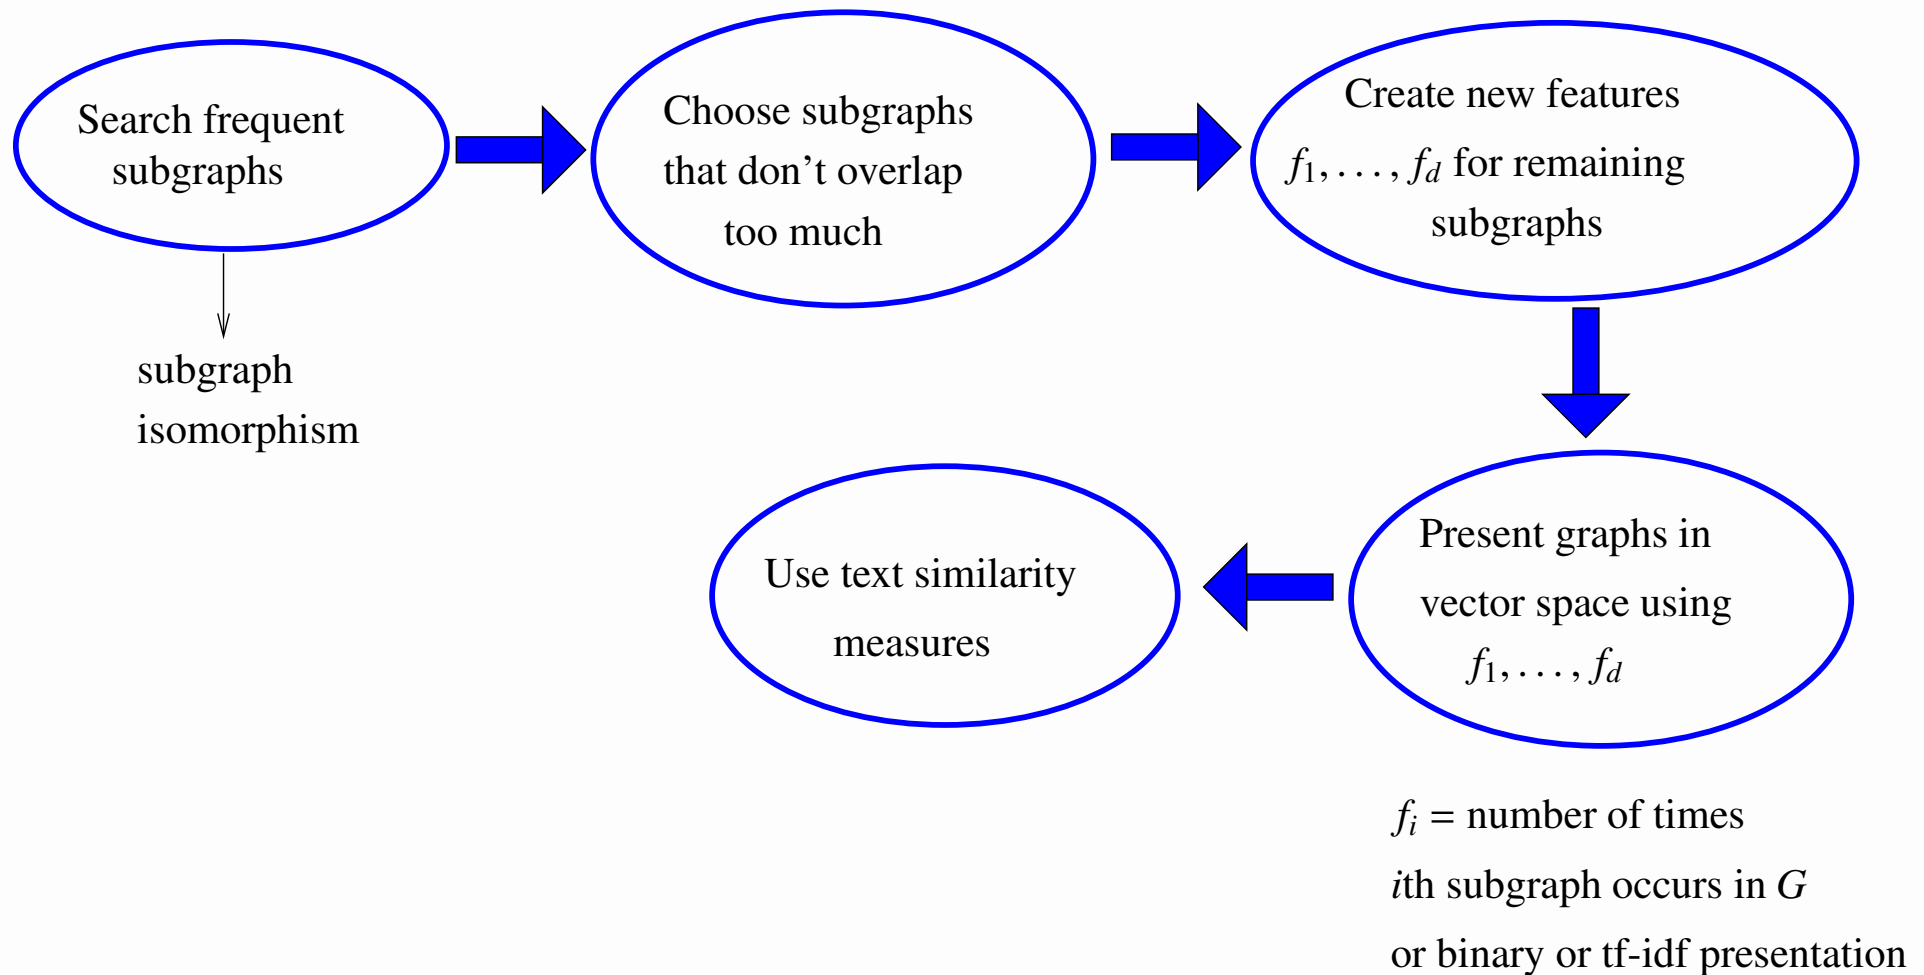 Search frequent
subgraphs
subgraph
isomorphism
Choose subgraphs
that don't overlap
too much
Create new features
f₁, . . . , f_d for remaining
subgraphs
Present graphs in
vector space using
f₁, . . . , f_d
fᵢ = number of times
ith subgraph occurs in G
or binary or tf-idf presentation
Use text similarity
measures